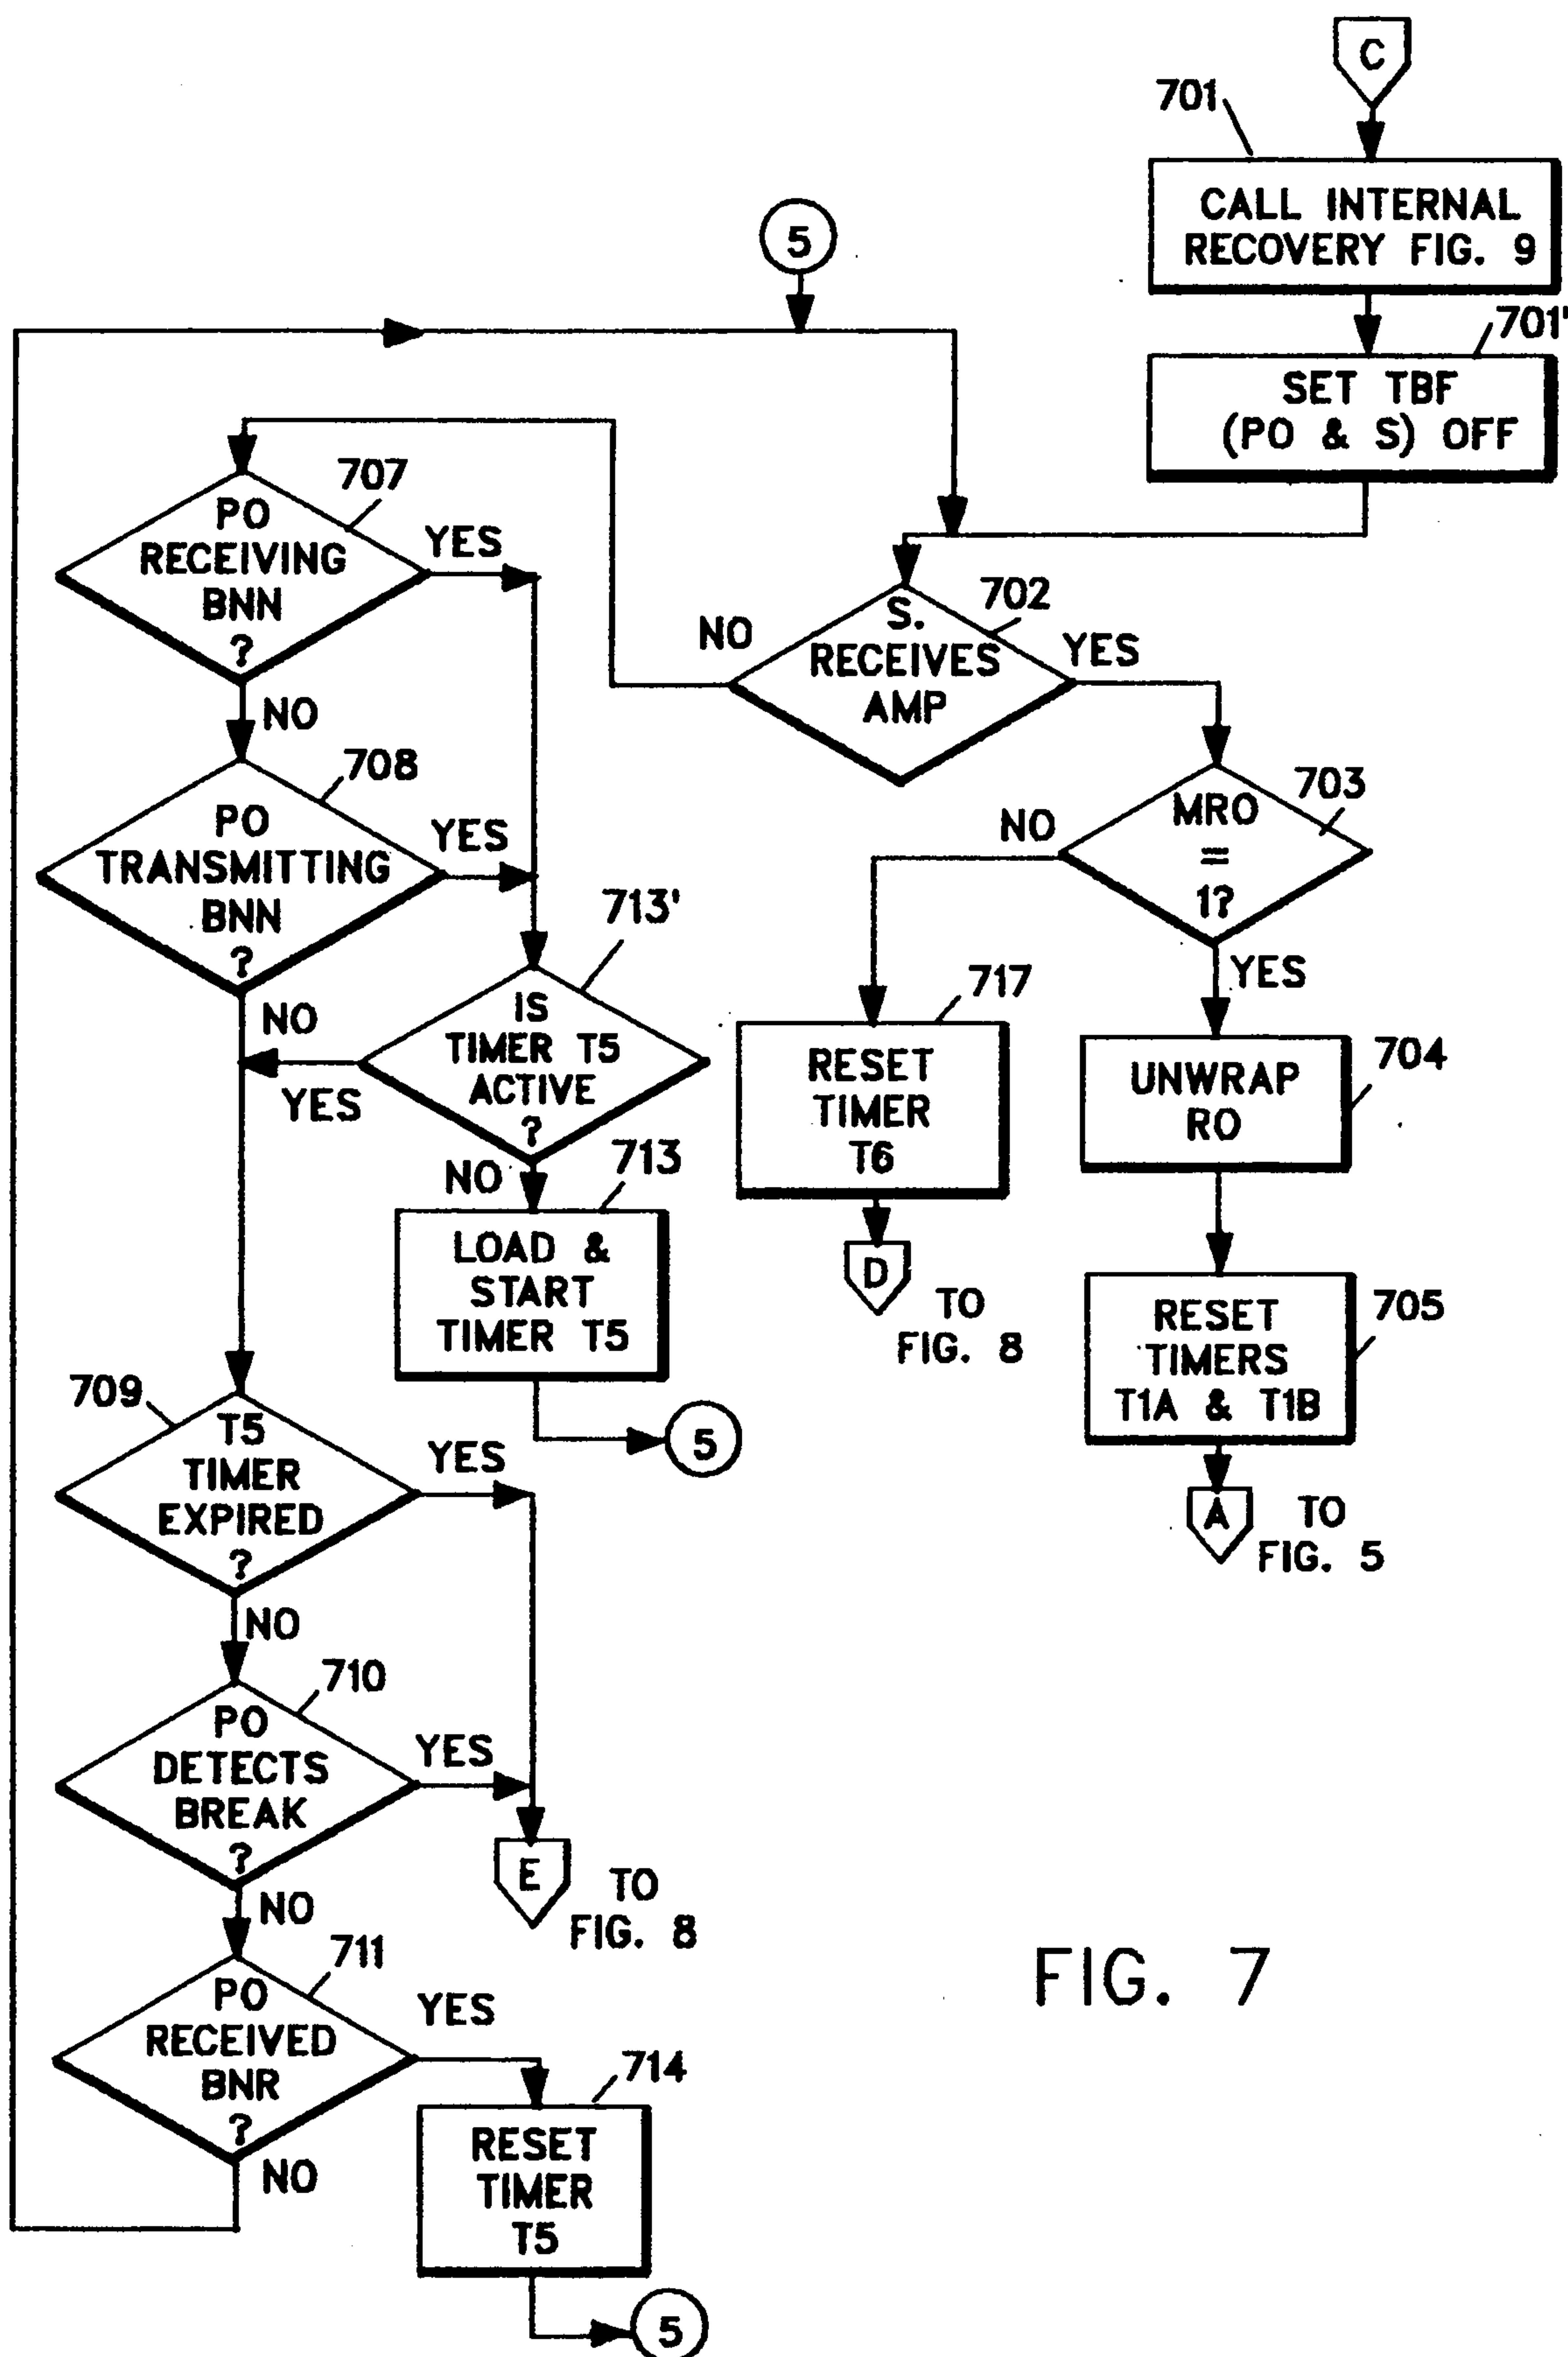 C
701
CALL INTERNAL
RECOVERY FIG. 9
701'
SET TBF
(PO & S) OFF
5
702
S.
RECEIVES
AMP
NO
YES
703
MRO
=
1?
NO
YES
704
UNWRAP
RO
705
RESET
TIMERS
T1A & T1B
A
TO
FIG. 5
717
RESET
TIMER
T6
D
TO
FIG. 8
707
PO
RECEIVING
BNN
?
YES
NO
708
PO
TRANSMITTING
BNN
?
YES
NO
713'
IS
TIMER T5
ACTIVE
?
YES
NO
713
LOAD &
START
TIMER T5
5
709
T5
TIMER
EXPIRED
?
YES
NO
710
PO
DETECTS
BREAK
?
YES
NO
E
TO
FIG. 8
711
PO
RECEIVED
BNR
?
YES
NO
714
RESET
TIMER
T5
5
FIG. 7